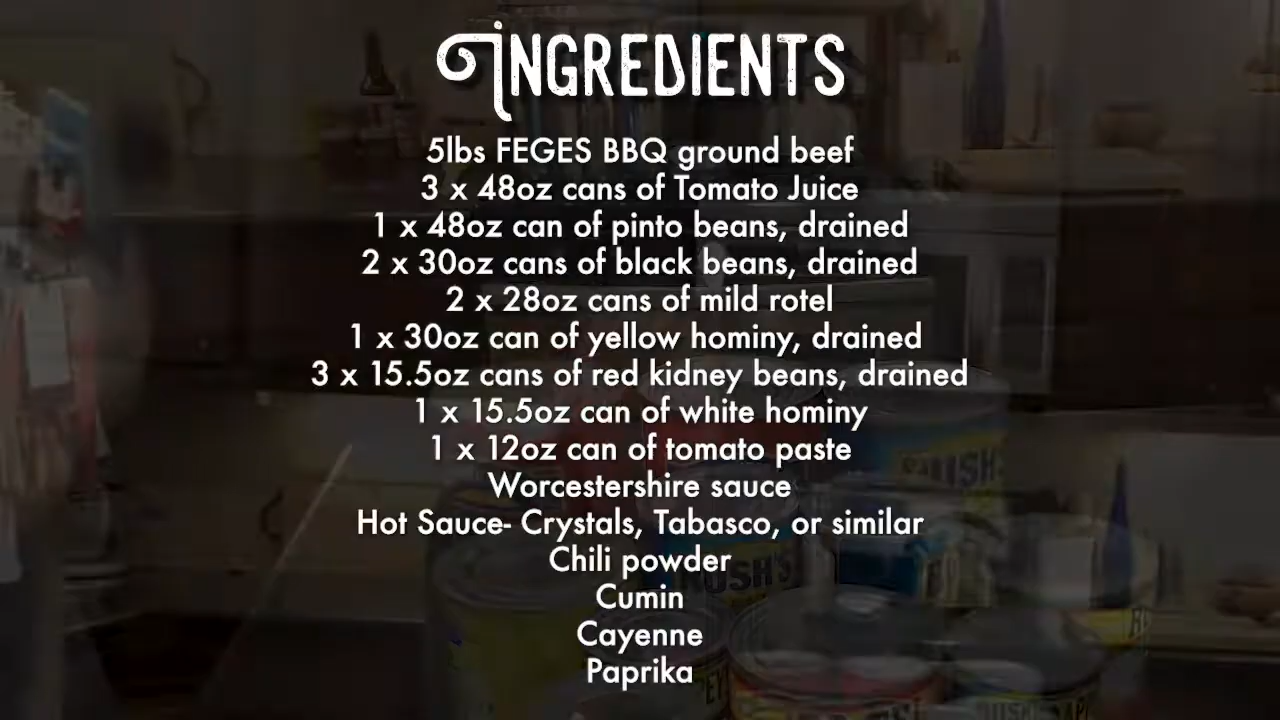 INGREDIENTS
5lbs FEGES BBQ ground beef
3 x 48oz cans of Tomato Juice
1 x 48oz can of pinto beans, drained
2 x 30oz cans of black beans, drained
2 x 28oz cans of mild rotel
1 x 30oz can of yellow hominy, drained
3 x 15.5oz cans of red kidney beans, drained
1 x 15.5oz can of white hominy
1 x 12oz can of tomato paste
Worcestershire sauce
Hot Sauce- Crystals, Tabasco, or similar
Chili powder
Cumin
Cayenne
Paprika